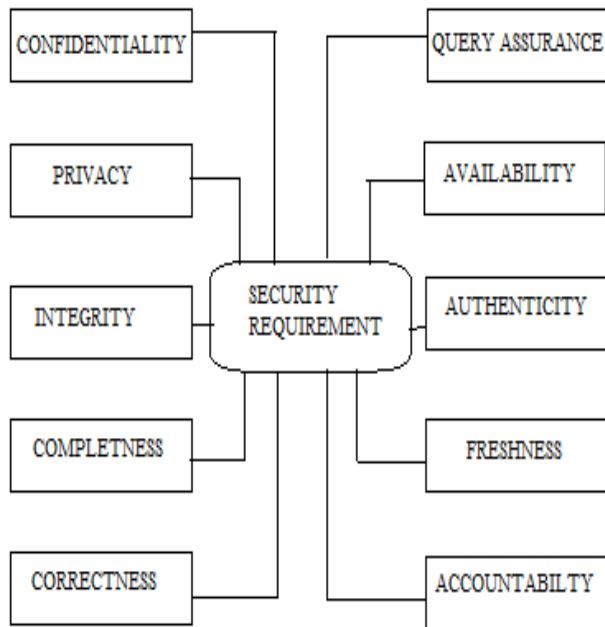 CONFIDENTIALITY
QUERY ASSURANCE
PRIVACY
AVAILABILITY
INTEGRITY
SECURITY
REQUIREMENT
AUTHENTICITY
COMPLETNESS
FRESHNESS
CORRECTNESS
ACCOUNTABILTY